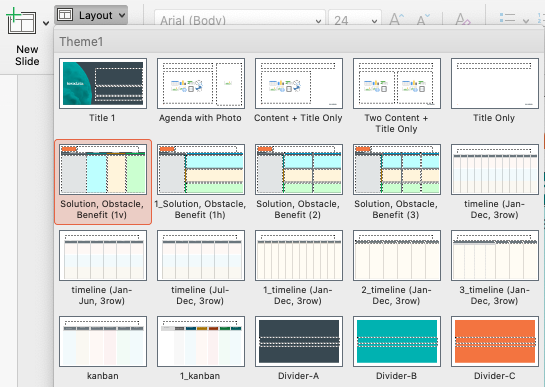 Layout
Arial (Body)
24
New
Slide
Theme1
Title 1
Agenda with Photo
Content + Title Only
Two Content +
Title Only
Title Only
Solution, Obstacle,
Benefit (1v)
1_Solution, Obstacle,
Benefit (1h)
Solution, Obstacle,
Benefit (2)
Solution, Obstacle,
Benefit (3)
timeline (Jan-
Dec, 3row)
timeline (Jan-
Jun, 3row)
timeline (Jul-
Dec, 3row)
1_timeline (Jan-
Dec, 3row)
2_timeline (Jan-
Dec, 3row)
3_timeline (Jan-
Dec, 3row)
kanban
1_kanban
Divider-A
Divider-B
Divider-C